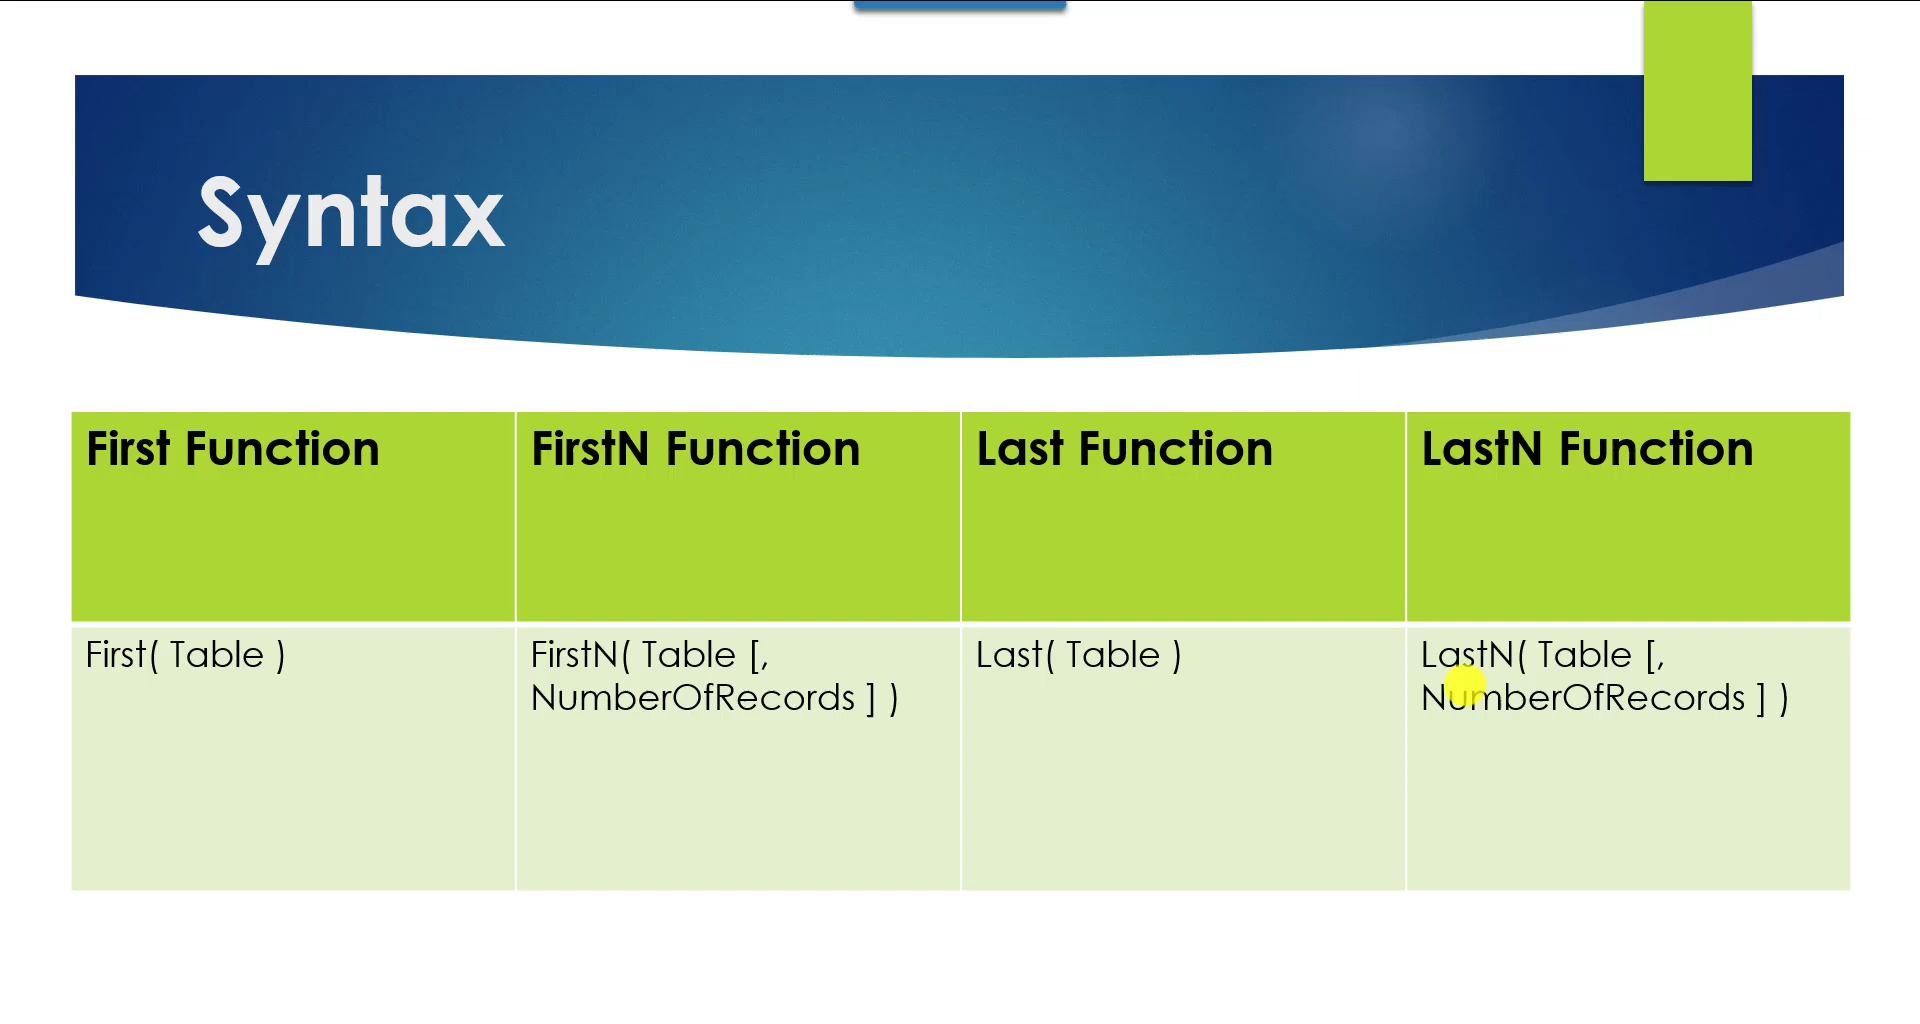 Syntax
First Function
FirstN Function
Last Function
LastN Function
First( Table )
FirstN( Table [,
NumberOfRecords ] )
Last( Table )
LastN( Table [,
NumberOfRecords ] )